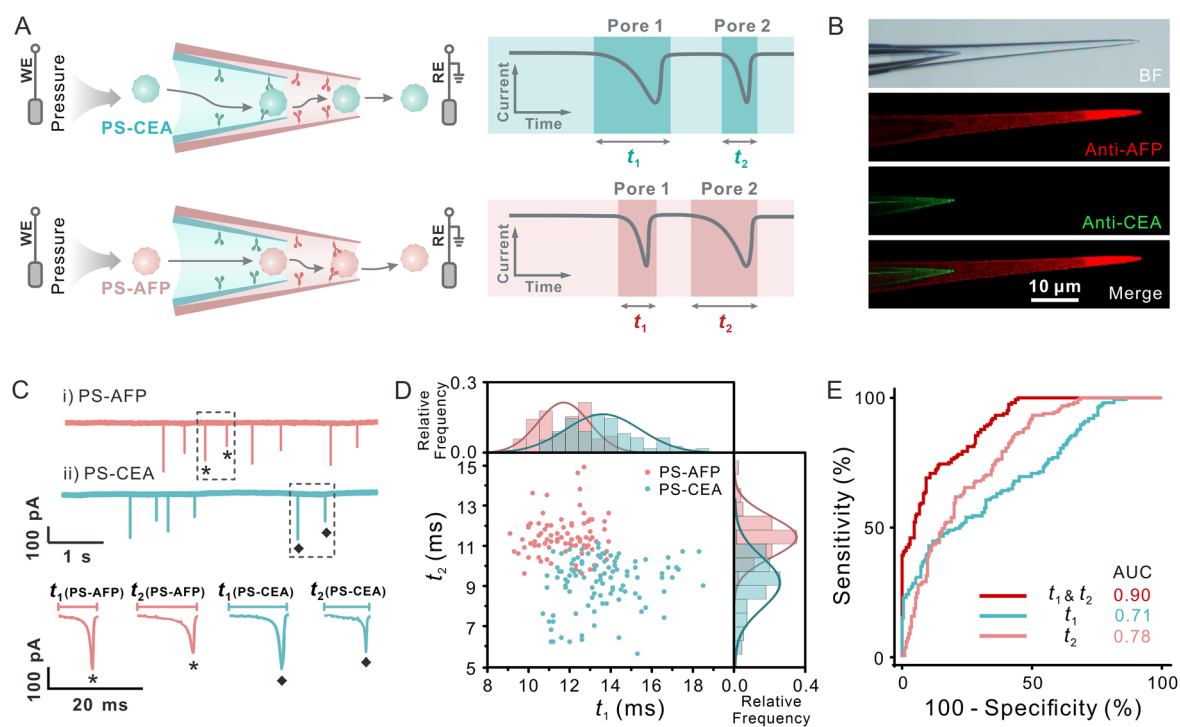 A
WE
Pressure
PS-CEA
RE
Pore 1
Pore 2
Current
Time
t1
t2
WE
Pressure
PS-AFP
RE
Pore 1
Pore 2
Current
Time
t1
t2
B
BF
Anti-AFP
Anti-CEA
10 μm
Merge
C
i) PS-AFP
* *
ii) PS-CEA
100 pA
1 s
t1(PS-AFP) t2(PS-AFP) t1(PS-CEA) t2(PS-CEA)
100 pA
* *
20 ms
D
0.3
0.0
Relative
Frequency
15
13
11
9
7
5
t2 (ms)
PS-AFP
PS-CEA
8 10 12 14 16 18
t1 (ms)
0.0 0.4
Relative
Frequency
E
100
50
0
Sensitivity (%)
AUC
t1 & t2 0.90
t1 0.71
t2 0.78
0 50 100
100 - Specificity (%)